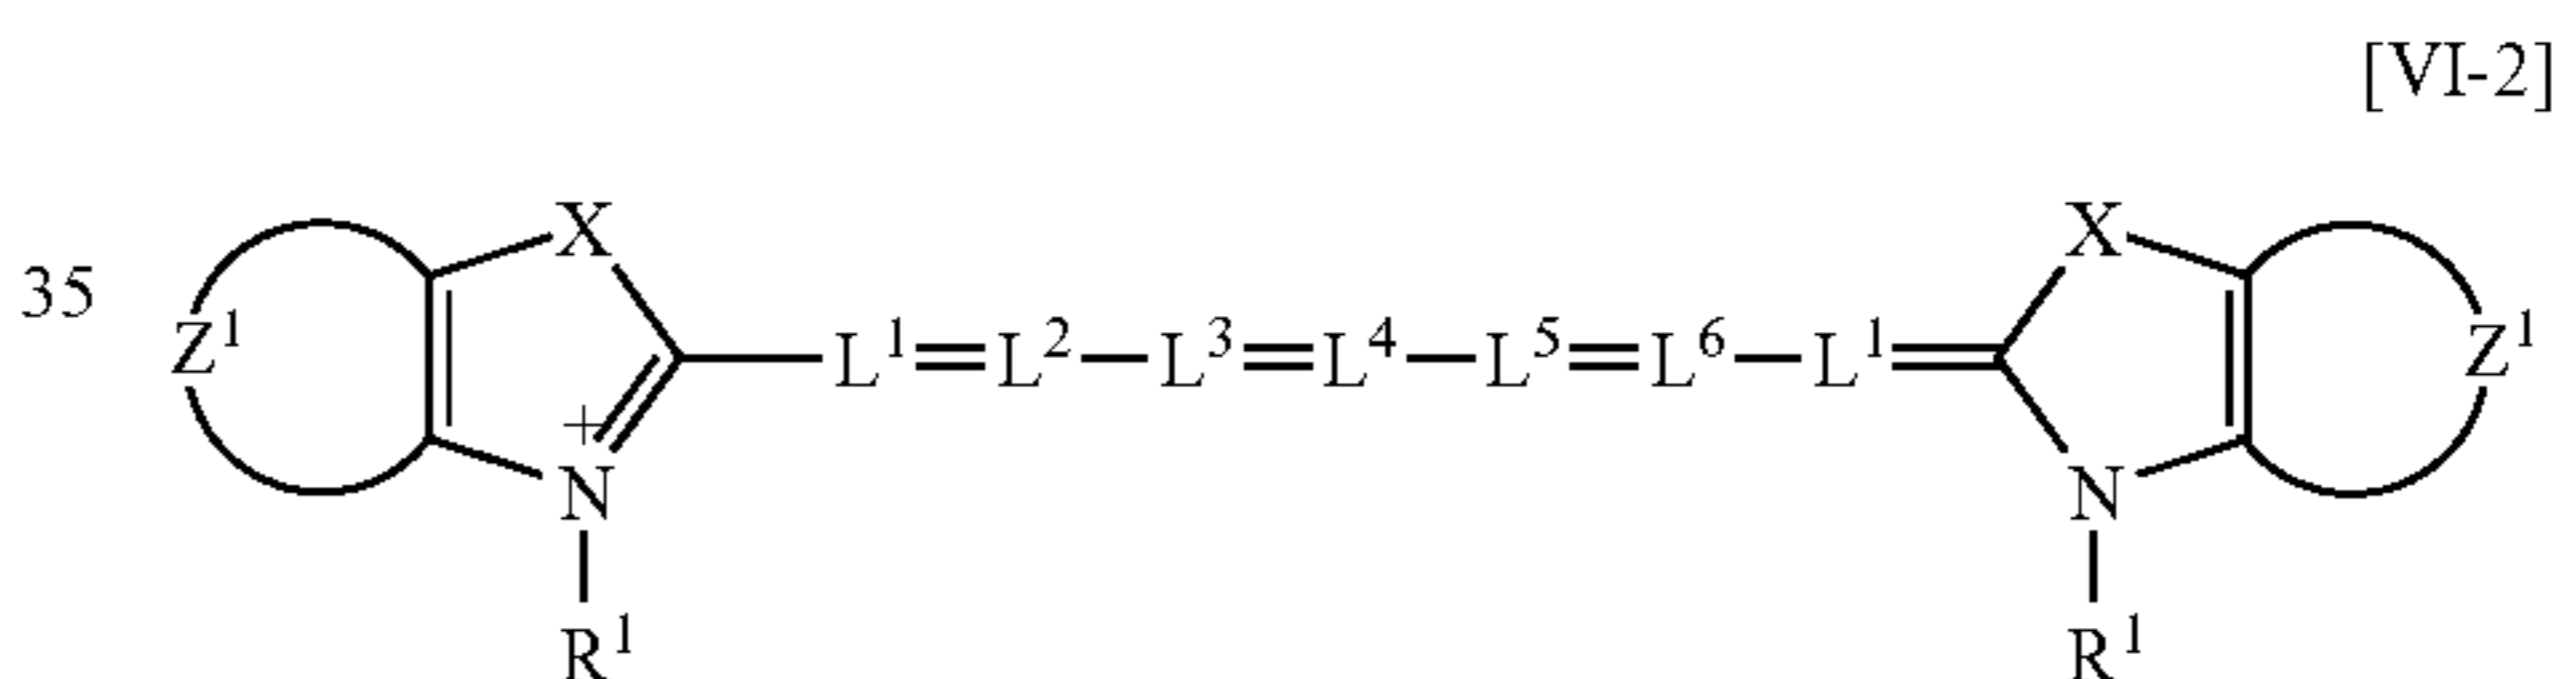 [VI-2]
X X
35 Z¹ L¹=L²—L³=L⁴—L⁵=L⁶—L¹= Z¹
+
N N
R¹ R¹